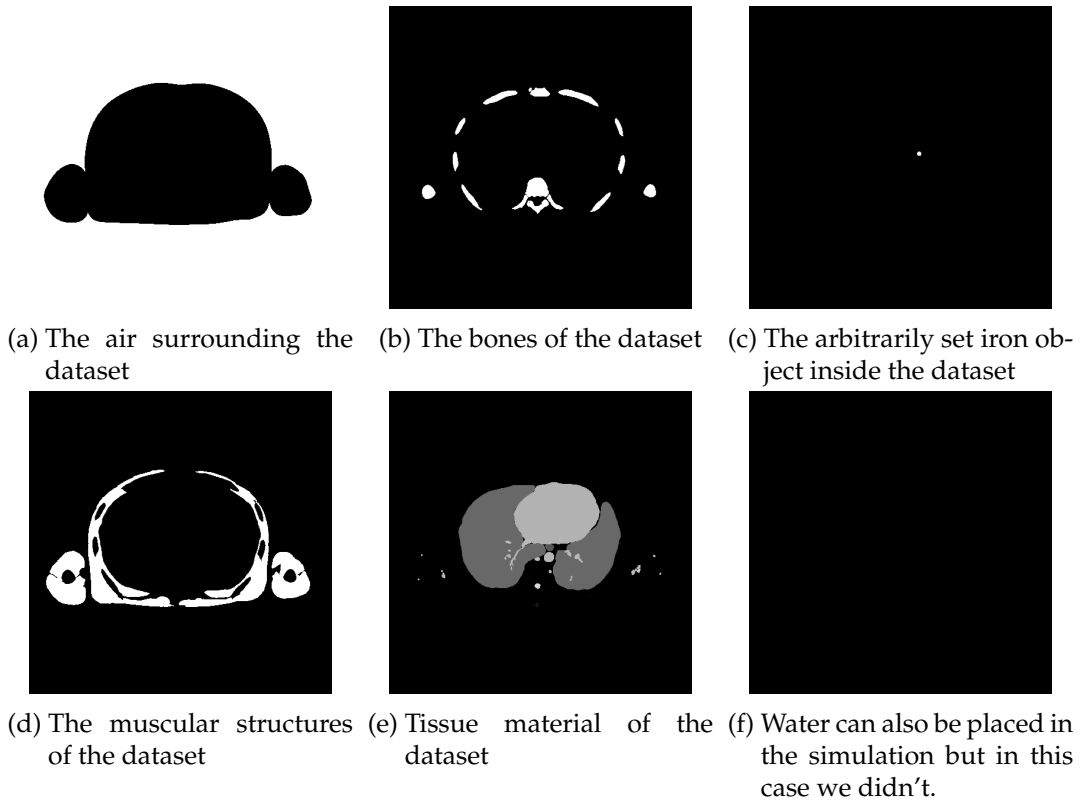 (a) The air surrounding the
dataset
(b) The bones of the dataset
(c) The arbitrarily set iron ob-
ject inside the dataset
(d) The muscular structures
of the dataset
(e) Tissue material of the
dataset
(f) Water can also be placed in
the simulation but in this
case we didn't.